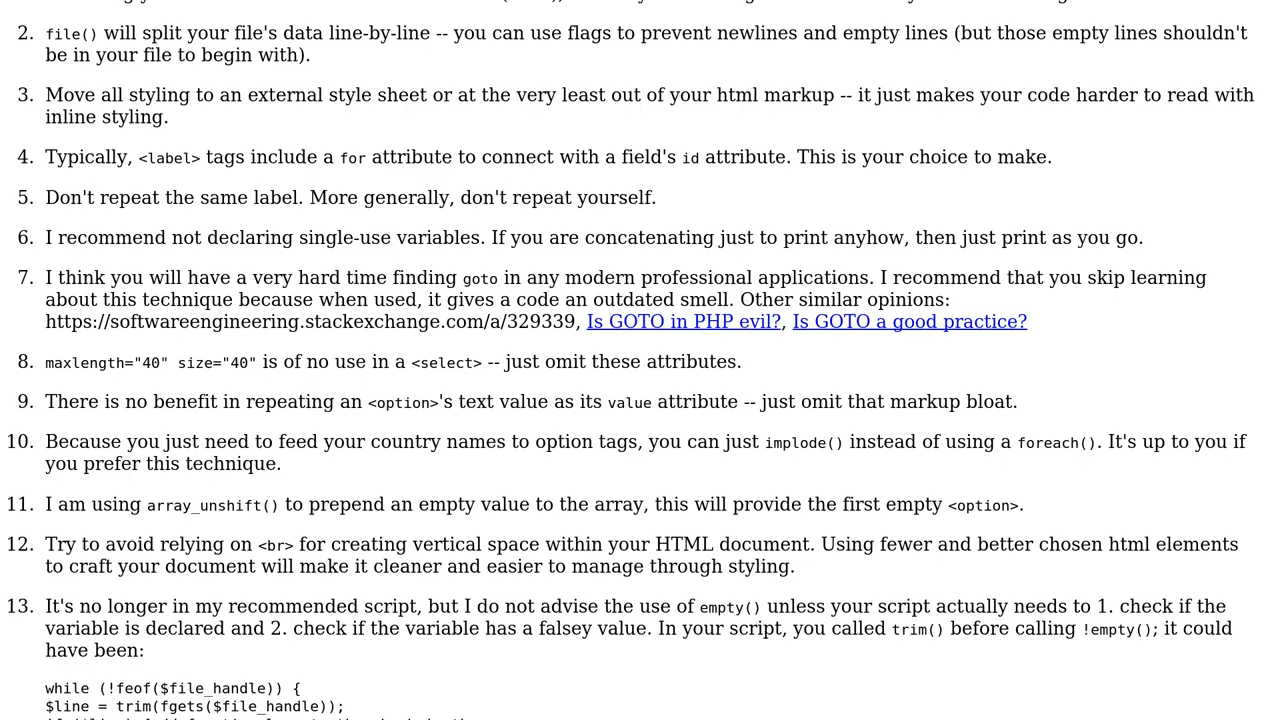 2. file() will split your file's data line-by-line -- you can use flags to prevent newlines and empty lines (but those empty lines shouldn't
be in your file to begin with).
3. Move all styling to an external style sheet or at the very least out of your html markup -- it just makes your code harder to read with
inline styling.
4. Typically, <label> tags include a for attribute to connect with a field's id attribute. This is your choice to make.
5. Don't repeat the same label. More generally, don't repeat yourself.
6. I recommend not declaring single-use variables. If you are concatenating just to print anyhow, then just print as you go.
7. I think you will have a very hard time finding goto in any modern professional applications. I recommend that you skip learning
about this technique because when used, it gives a code an outdated smell. Other similar opinions:
https://softwareengineering.stackexchange.com/a/329339, Is GOTO in PHP evil?, Is GOTO a good practice?
8. maxlength="40" size="40" is of no use in a <select> -- just omit these attributes.
9. There is no benefit in repeating an <option>'s text value as its value attribute -- just omit that markup bloat.
10. Because you just need to feed your country names to option tags, you can just implode() instead of using a foreach(). It's up to you if
you prefer this technique.
11. I am using array_unshift() to prepend an empty value to the array, this will provide the first empty <option>.
12. Try to avoid relying on <br> for creating vertical space within your HTML document. Using fewer and better chosen html elements
to craft your document will make it cleaner and easier to manage through styling.
13. It's no longer in my recommended script, but I do not advise the use of empty() unless your script actually needs to 1. check if the
variable is declared and 2. check if the variable has a falsey value. In your script, you called trim() before calling !empty(); it could
have been:
while (!feof($file_handle)) {
$line = trim(fgets($file_handle));